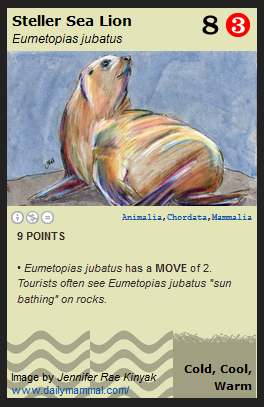 Steller Sea Lion
Eumetopias jubatus
8 3
Animalia,Chordata,Mammalia
9 POINTS
• Eumetopias jubatus has a MOVE of 2.
Tourists often see Eumetopias jubatus "sun
bathing" on rocks.
Cold, Cool,
Warm
Image by Jennifer Rae Kinyak
www.dailymammal.com/